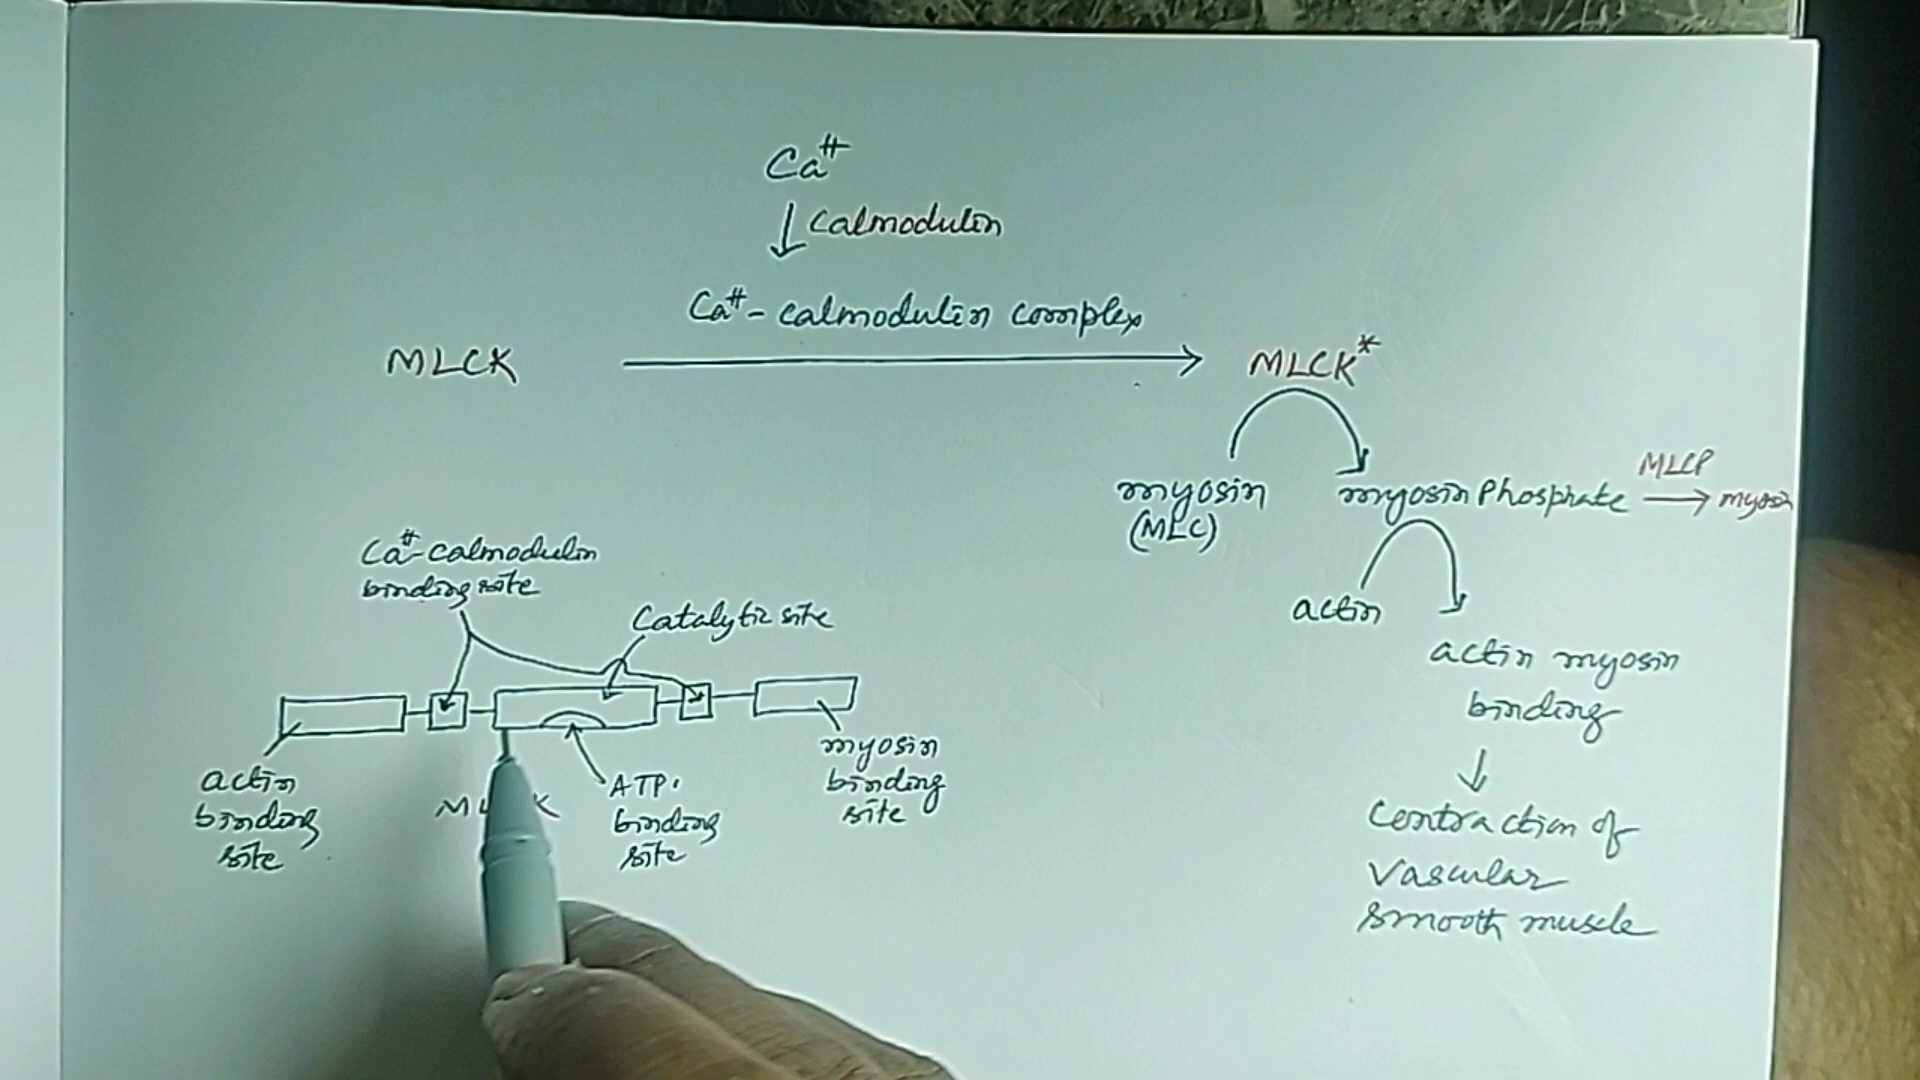 Ca++
calmodulin
Ca++- calmodulin complex
MLCK
MLCK*
myosin
(MLC)
myosin Phosphate
MLCP
myosin
actin
actin myosin
binding
Contraction of
Vascular
smooth muscle
Ca++-calmodulin
binding site
Catalytic site
actin
binding
site
ATP.
binding
site
myosin
binding
site